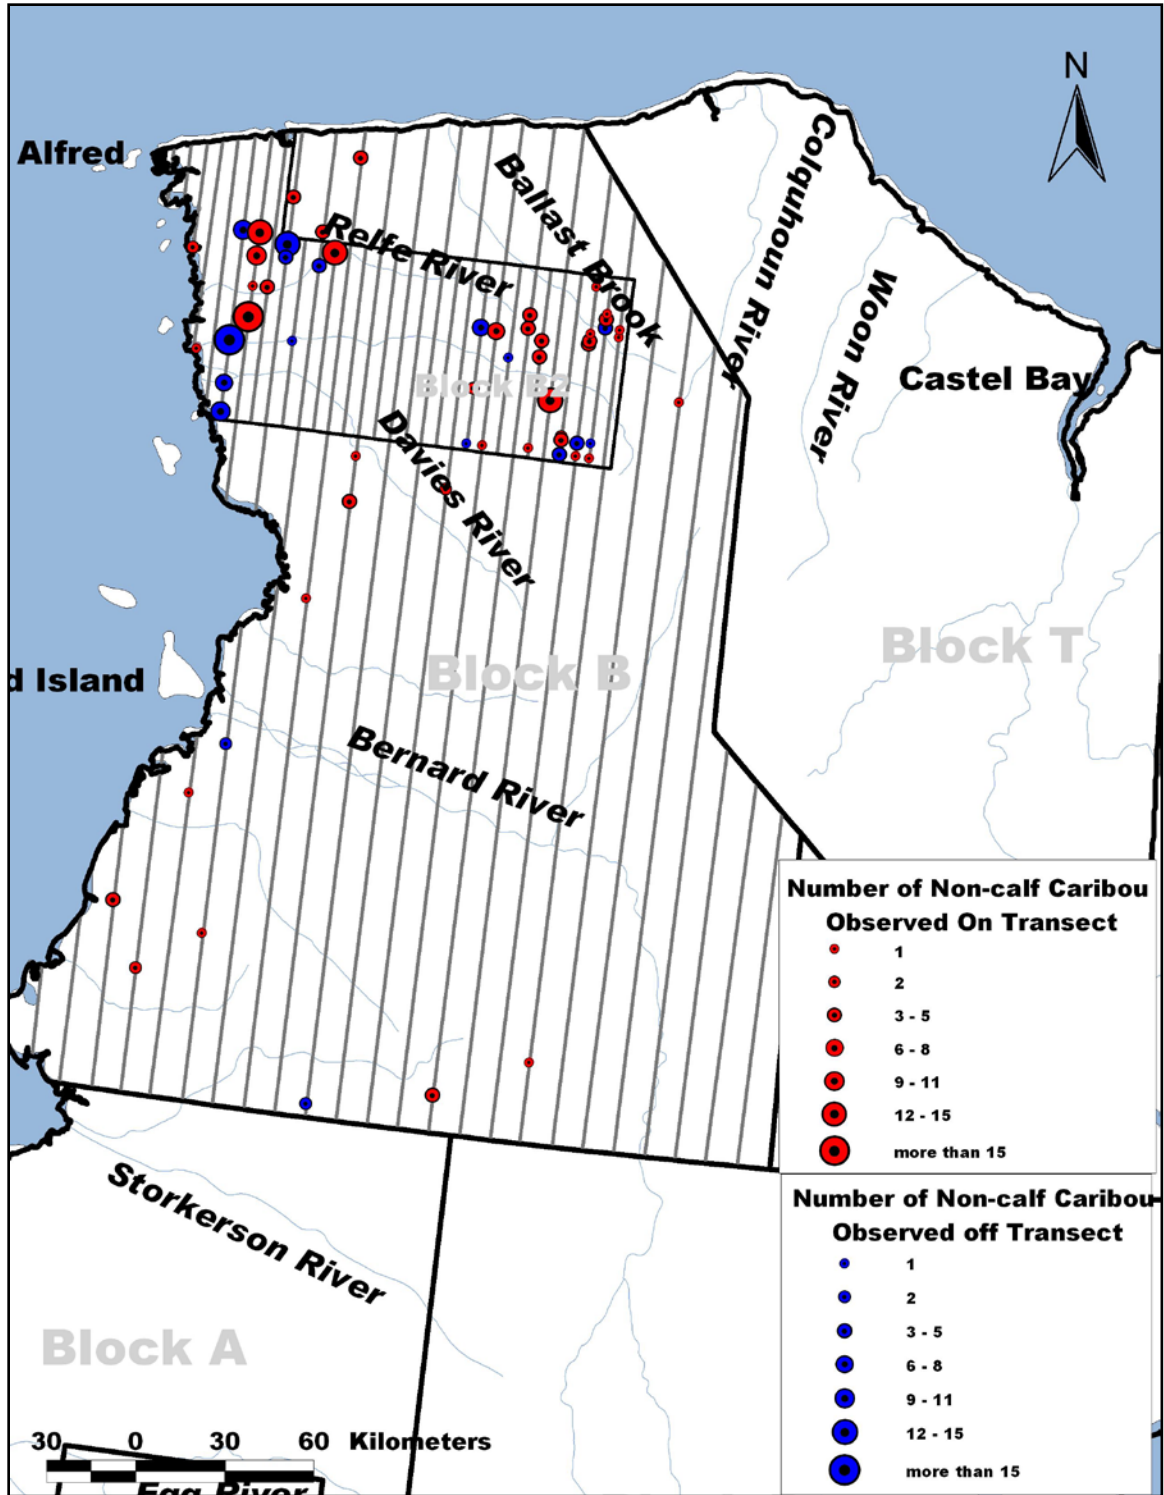 N
Alfred
Ballast Brook
Colquhoun River
Relfe River
Woon River
Castel Bay
Block B2
Davies River
Block T
Block B
d Island
Bernard River
Number of Non-calf Caribou
Observed On Transect
1
2
3 - 5
6 - 8
9 - 11
12 - 15
more than 15
Number of Non-calf Caribou
Observed off Transect
1
2
3 - 5
6 - 8
9 - 11
12 - 15
more than 15
Storkerson River
Block A
30 0 30 60 Kilometers
Egg River